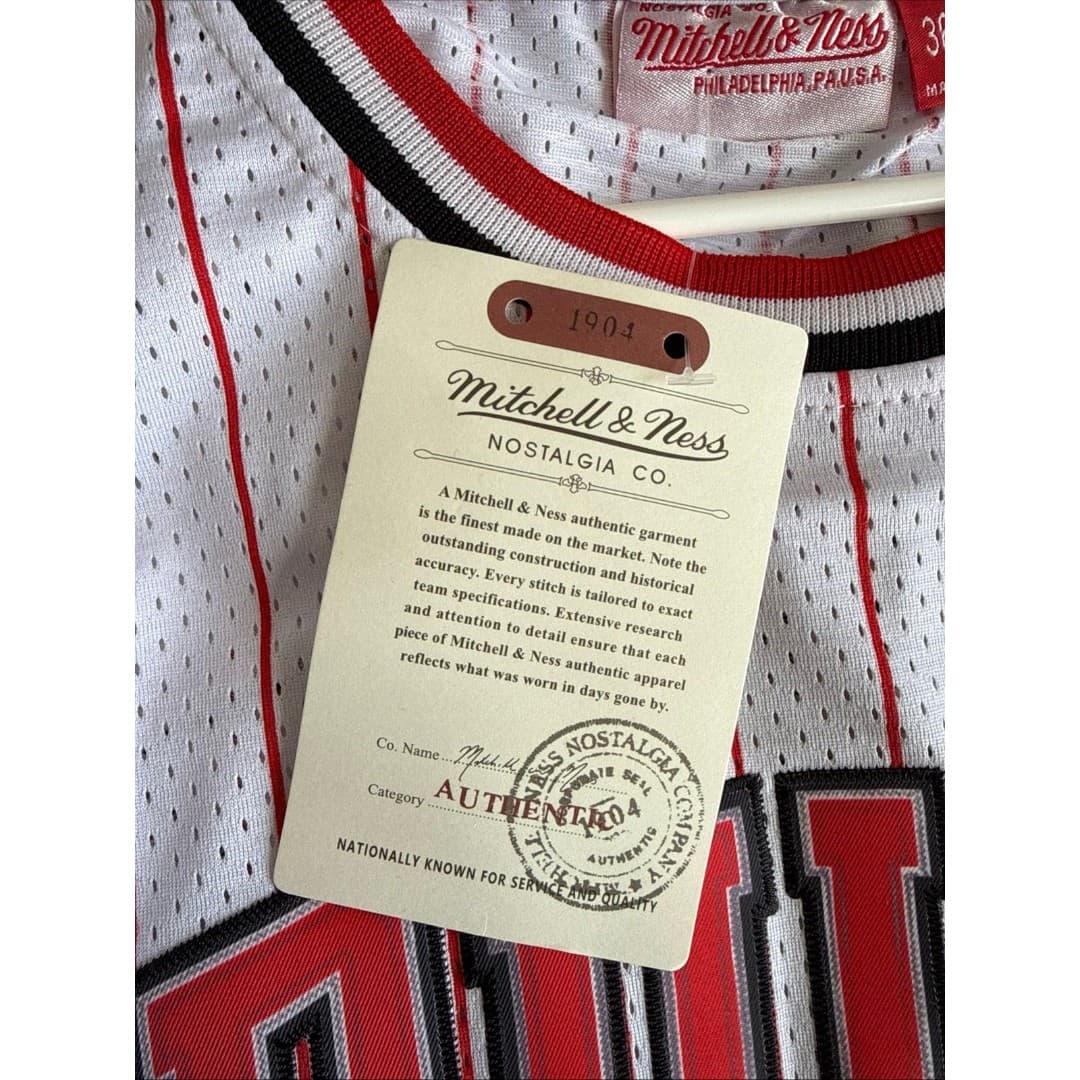 NOSTALGIA CO.
Mitchell & Ness
PHILADELPHIA, PA. U.S.A.
1904
Mitchell & Ness
NOSTALGIA CO.
A Mitchell & Ness authentic garment
is the finest made on the market. Note the
outstanding construction and historical
accuracy. Every stitch is tailored to exact
team specifications. Extensive research
and attention to detail ensure that each
piece of Mitchell & Ness authentic apparel
reflects what was worn in days gone by.
Co. Name
Category AUTHENTIC
NESS NOSTALGIA COMPANY
1904
AUTHENTIC
NATIONALLY KNOWN FOR SERVICE AND QUALITY